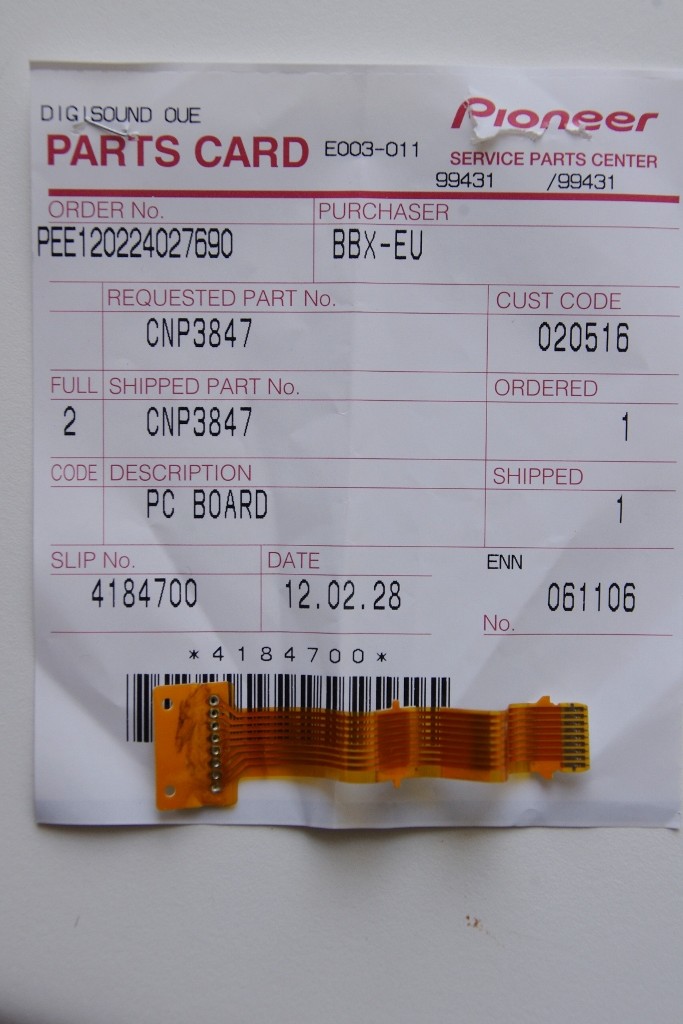 DIGISOUND OUE
Pioneer
PARTS CARD E003-011
SERVICE PARTS CENTER
99431 /99431
ORDER No. PURCHASER
PEE120224027690 BBX-EU
REQUESTED PART No. CUST CODE
CNP3847 020516
FULL SHIPPED PART No. ORDERED
2 CNP3847 1
CODE DESCRIPTION SHIPPED
PC BOARD 1
SLIP No. DATE ENN
4184700 12.02.28 061106
No.
*4184700*